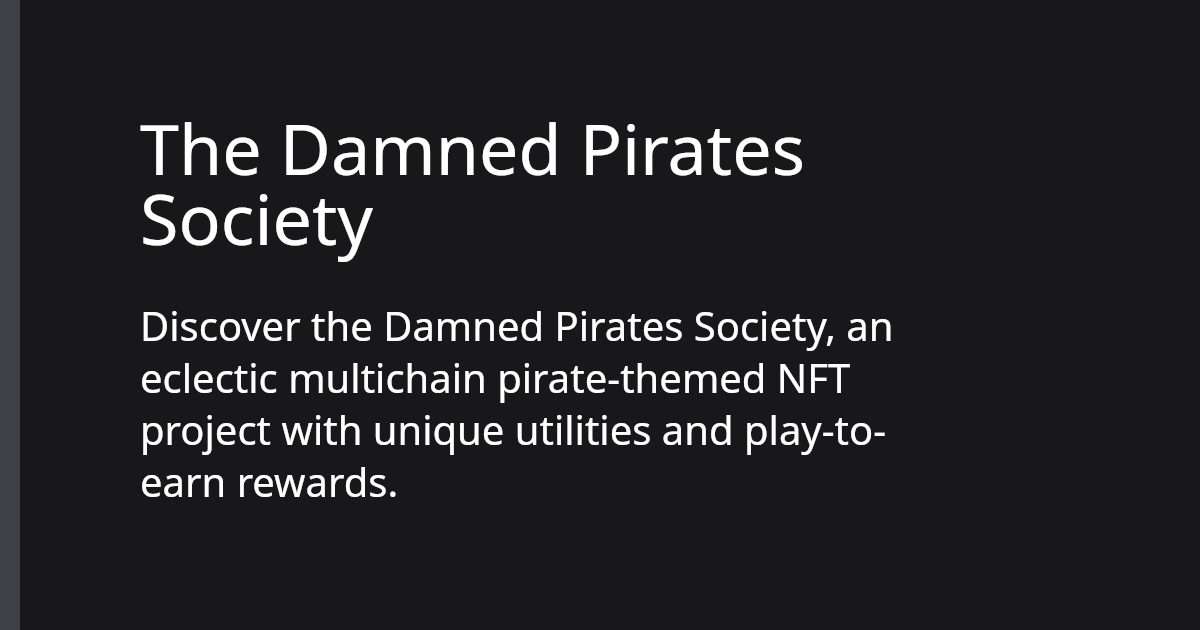 The Damned Pirates
Society
Discover the Damned Pirates Society, an
eclectic multichain pirate-themed NFT
project with unique utilities and play-to-
earn rewards.